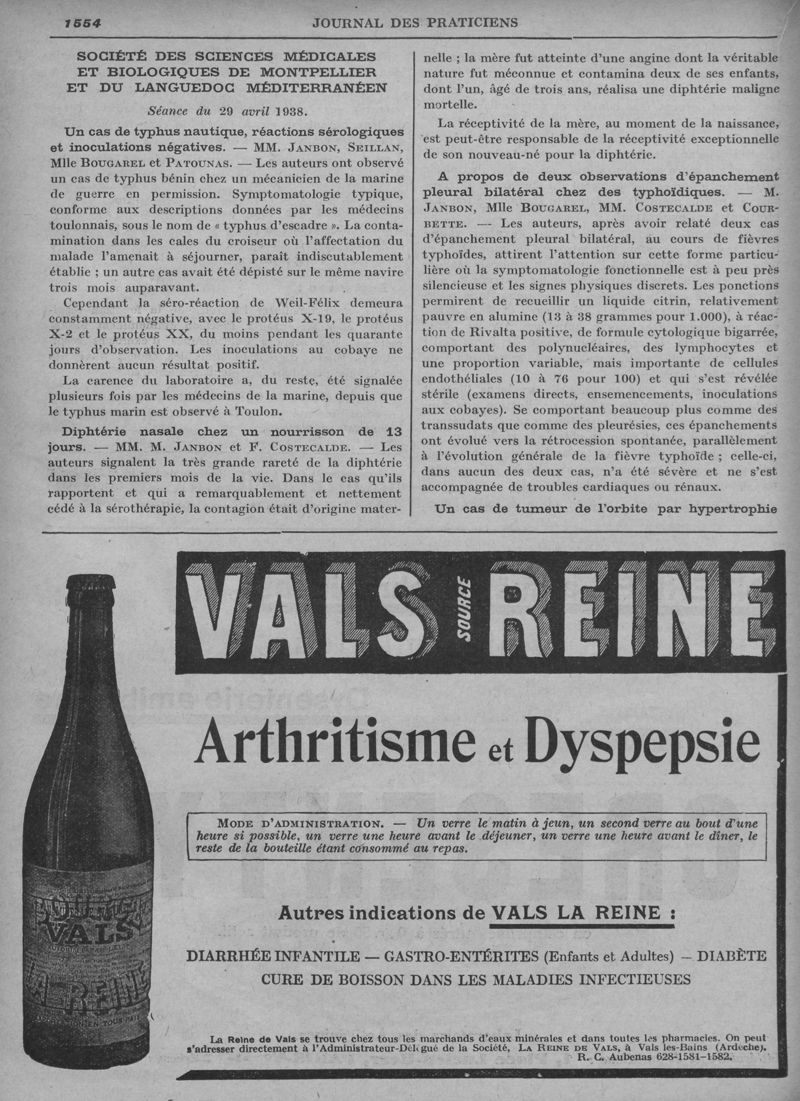 1554
JOURNAL DES PRATICIENS
SOCIÉTÉ DES SCIENCES MÉDICALES
ET BIOLOGIQUES DE MONTPELLIER
ET DU LANGUEDOC MÉDITERRANÉEN
Séance du 29 avril 1938.
Un cas de typhus nautique, réactions sérologiques
et inoculations négatives. — MM. JANBON, SEILLAN,
Mlle BOUGAREL et PATOUNAS. — Les auteurs ont observé
un cas de typhus bénin chez un mécanicien de la marine
de guerre en permission. Symptomatologie typique,
conforme aux descriptions données par les médecins
toulonnais, sous le nom de « typhus d'escadre ». La conta-
mination dans les cales du croiseur où l'affectation du
malade l'amenait à séjourner, paraît indiscutablement
établie ; un autre cas avait été dépisté sur le même navire
trois mois auparavant.
Cependant la séro-réaction de Weil-Félix demeura
constamment négative, avec le protéus X-19, le protéus
X-2 et le protéus XX, du moins pendant les quarante
jours d'observation. Les inoculations au cobaye ne
donnèrent aucun résultat positif.
La carence du laboratoire a, du reste, été signalée
plusieurs fois par les médecins de la marine, depuis que
le typhus marin est observé à Toulon.
Diphtérie nasale chez un nourrisson de 13
jours. — MM. M. JANBON et F. COSTECALDE. — Les
auteurs signalent la très grande rareté de la diphtérie
dans les premiers mois de la vie. Dans le cas qu'ils
rapportent et qui a remarquablement et nettement
cédé à la sérothérapie, la contagion était d'origine mater-
nelle ; la mère fut atteinte d'une angine dont la véritable
nature fut méconnue et contamina deux de ses enfants,
dont l'un, âgé de trois ans, réalisa une diphtérie maligne
mortelle.
La réceptivité de la mère, au moment de la naissance,
est peut-être responsable de la réceptivité exceptionnelle
de son nouveau-né pour la diphtérie.
A propos de deux observations d'épanchement
pleural bilatéral chez des typhoïdiques. — M.
JANBON, Mlle BOUGAREL, MM. COSTECALDE et COUR-
BETTE. — Les auteurs, après avoir relaté deux cas
d'épanchement pleural bilatéral, au cours de fièvres
typhoïdes, attirent l'attention sur cette forme particu-
lière où la symptomatologie fonctionnelle est à peu près
silencieuse et les signes physiques discrets. Les ponctions
permirent de recueillir un liquide citrin, relativement
pauvre en alumine (13 à 38 grammes pour 1.000), à réac-
tion de Rivalta positive, de formule cytologique bigarrée,
comportant des polynucléaires, des lymphocytes et
une proportion variable, mais importante de cellules
endothéliales (10 à 76 pour 100) et qui s'est révélée
stérile (examens directs, ensemencements, inoculations
aux cobayes). Se comportant beaucoup plus comme des
transsudats que comme des pleurésies, ces épanchements
ont évolué vers la rétrocession spontanée, parallèlement
à l'évolution générale de la fièvre typhoïde ; celle-ci,
dans aucun des deux cas, n'a été sévère et ne s'est
accompagnée de troubles cardiaques ou rénaux.
Un cas de tumeur de l'orbite par hypertrophie
VALS SOURCE REINE
Arthritisme et Dyspepsie
MODE D'ADMINISTRATION. — Un verre le matin à jeun, un second verre au bout d'une
heure si possible, un verre une heure avant le déjeuner, un verre une heure avant le dîner, le
reste de la bouteille étant consommé au repas.
VALS
LA REINE
Autres indications de VALS LA REINE :
DIARRHÉE INFANTILE — GASTRO-ENTÉRITES (Enfants et Adultes) — DIABÈTE
CURE DE BOISSON DANS LES MALADIES INFECTIEUSES
La Reine de Vals se trouve chez tous les marchands d'eaux minérales et dans toutes les pharmacies. On peut
s'adresser directement à l'Administrateur-Délégué de la Société, LA REINE DE VALS, à Vals les-Bains (Ardèche).
R. C. Aubenas 628-1581-1582.